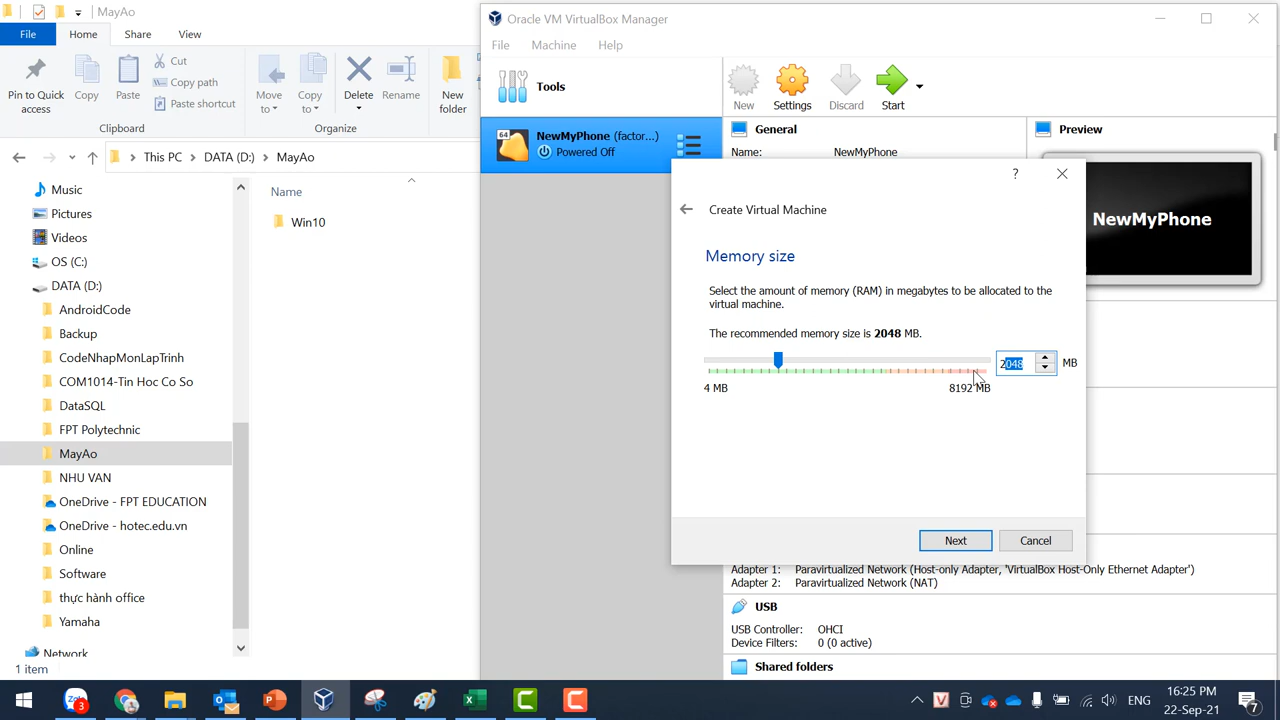 MayAo
File
Home
Share
View
Pin to Quick
access
Copy
Paste
Cut
Copy path
Paste shortcut
Clipboard
Move
to
Copy
to
Delete
Rename
Organize
New
folder
This PC
DATA (D:)
MayAo
Music
Pictures
Videos
OS (C:)
DATA (D:)
AndroidCode
Backup
CodeNhapMonLapTrinh
COM1014-Tin Hoc Co So
DataSQL
FPT Polytechnic
MayAo
NHU VAN
OneDrive - FPT EDUCATION
OneDrive - hotec.edu.vn
Online
Software
thực hành office
Yamaha
Network
Name
Win10
1 item
Oracle VM VirtualBox Manager
File
Machine
Help
Tools
New
Settings
Discard
Start
64
NewMyPhone (factor...)
Powered Off
General
Name: NewMyPhone
Preview
NewMyPhone
?
Create Virtual Machine
Memory size
Select the amount of memory (RAM) in megabytes to be allocated to the
virtual machine.
The recommended memory size is 2048 MB.
2048
MB
4 MB
8192 MB
Next
Cancel
Adapter 1: Paravirtualized Network (Host-only Adapter, 'VirtualBox Host-Only Ethernet Adapter')
Adapter 2: Paravirtualized Network (NAT)
USB
USB Controller: OHCI
Device Filters: 0 (0 active)
Shared folders
3
ENG
16:25 PM
22-Sep-21
7